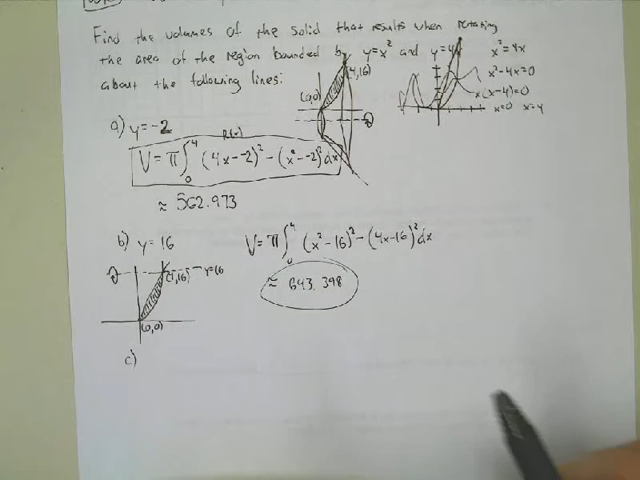 Find the volumes of the solid that results when rotating
the area of the region bounded by y=x² and y=4x
about the following lines:
x²=4x
x²-4x=0
x(x-4)=0
x=0 x=4
(4,16)
(0,0)
a) y=-2
R(x)
V = π∫₀⁴ (4x--2)² - (x²--2)² dx
≈ 562.973
b) y=16
V= π∫₀⁴ (x²-16)² - (4x-16)² dx
≈ 643.398
(4,16) y=16
(0,0)
c)